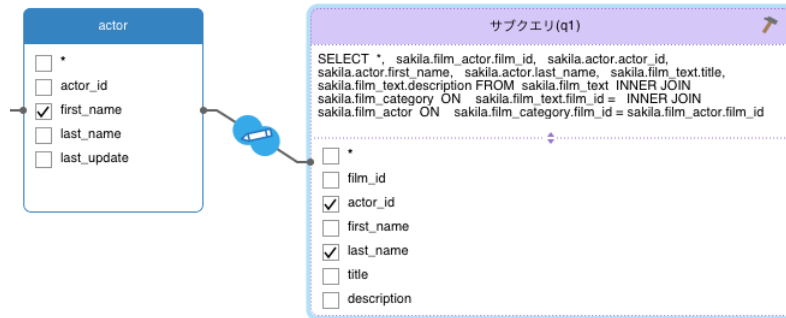 actor
*
actor_id
first_name
last_name
last_update
サブクエリ(q1)
SELECT *, sakila.film_actor.film_id, sakila.actor.actor_id,
sakila.actor.first_name, sakila.actor.last_name, sakila.film_text.title,
sakila.film_text.description FROM sakila.film_text INNER JOIN
sakila.film_category ON sakila.film_text.film_id = INNER JOIN
sakila.film_actor ON sakila.film_category.film_id = sakila.film_actor.film_id
*
film_id
actor_id
first_name
last_name
title
description